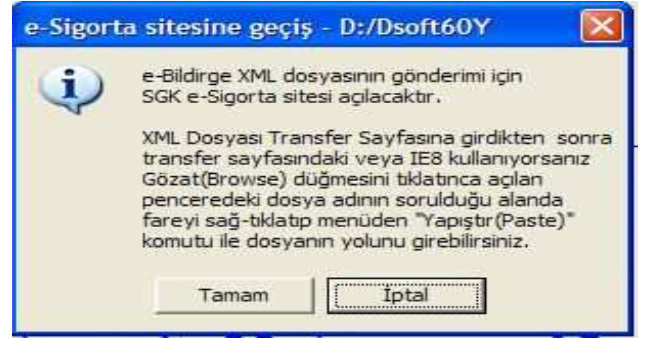 e-Sigorta sitesine geçiş - D:/Dsoft60Y
e-Bildirge XML dosyasının gönderimi için
SGK e-Sigorta sitesi açılacaktır.
XML Dosyası Transfer Sayfasına girdikten sonra
transfer sayfasındaki veya IE8 kullanıyorsanız
Gözat(Browse) düğmesini tıklatınca açılan
penceredeki dosya adının sorulduğu alanda
fareyi sağ-tıklatıp menüden "Yapıştır(Paste)"
komutu ile dosyanın yolunu girebilirsiniz.
Tamam İptal